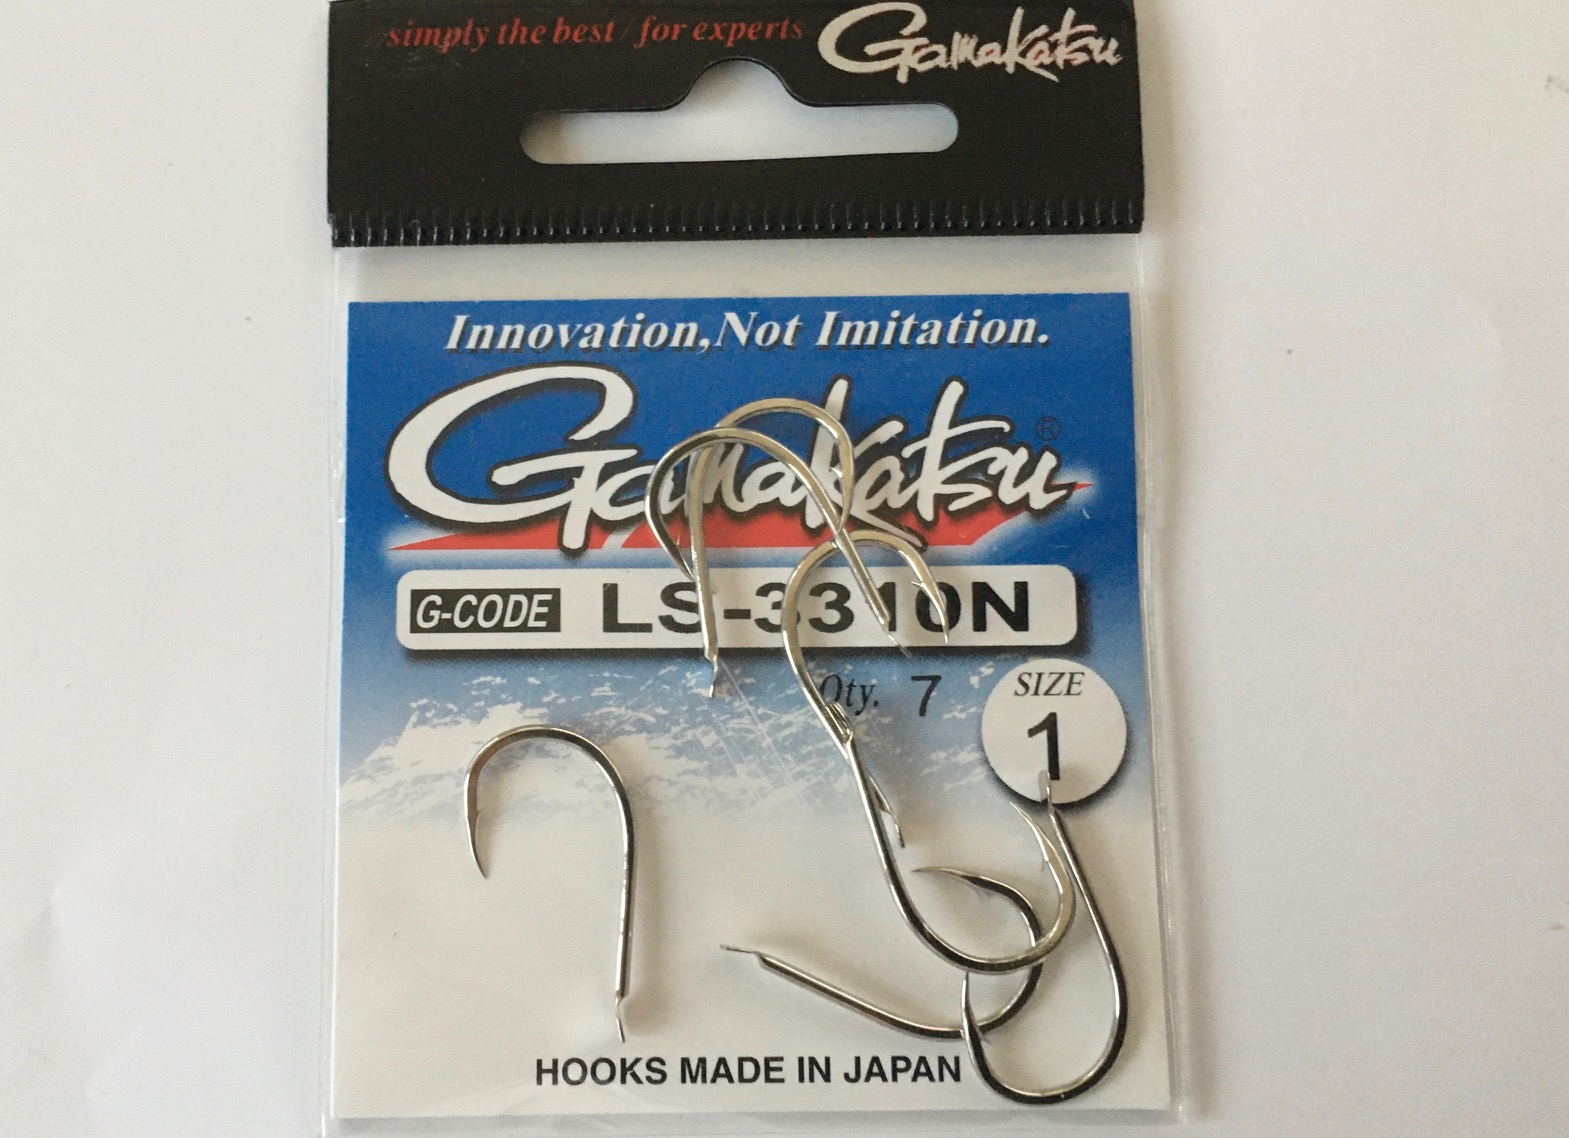 simply the best / for experts Gamakatsu
Innovation,Not Imitation.
Gamakatsu®
G-CODE LS-3310N
Qty. 7
SIZE
1
HOOKS MADE IN JAPAN